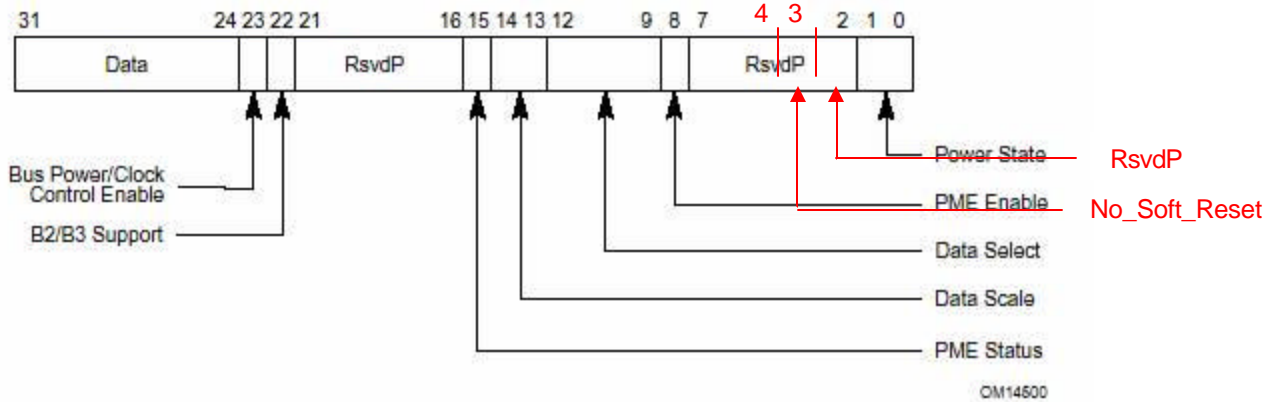 31 24 23 22 21 16 15 14 13 12 9 8 7 4 3 2 1 0
Data RsvdP RsvdP
Power State RsvdP
Bus Power/Clock
Control Enable
PME Enable No_Soft_Reset
B2/B3 Support
Data Select
Data Scale
PME Status
OM14500